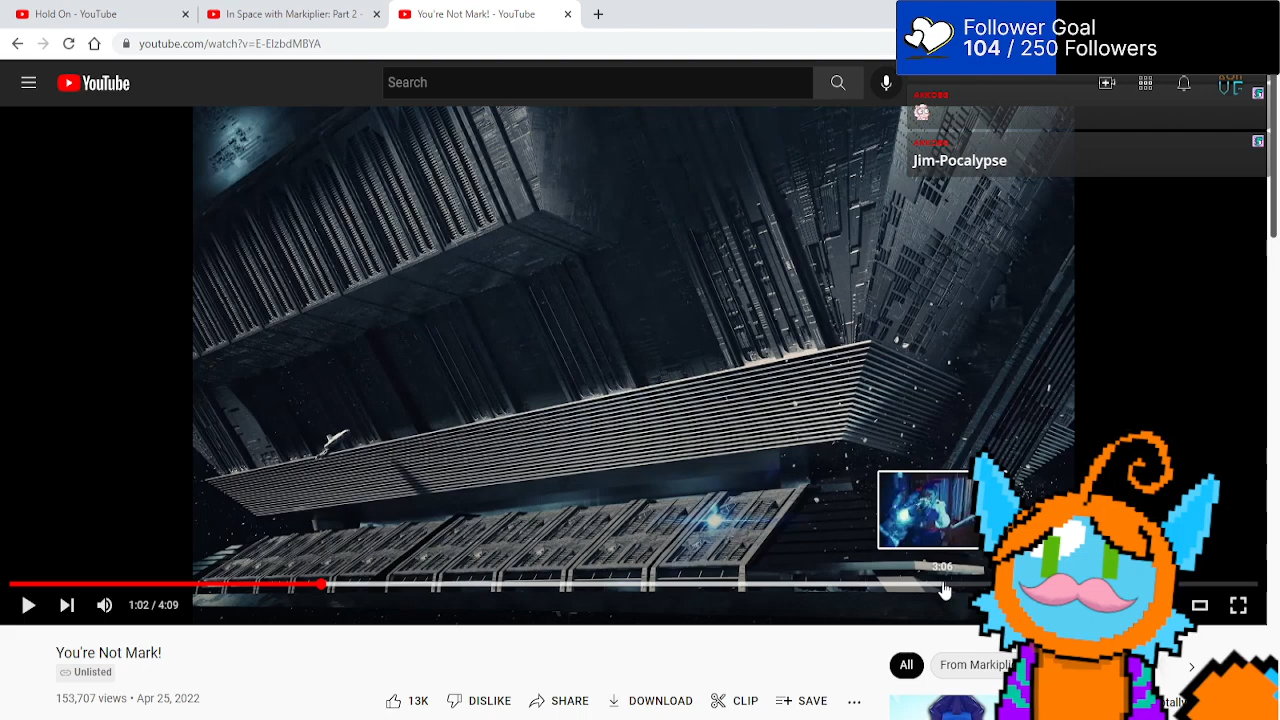 Hold On - YouTube
In Space with Markiplier: Part 2 -
You're Not Mark! - YouTube
youtube.com/watch?v=E-ElzbdMBYA
Follower Goal
104 / 250 Followers
YouTube
Search
Jim-Pocalypse
3:06
1:02 / 4:09
You're Not Mark!
Unlisted
153,707 views • Apr 25, 2022
13K
DISLIKE
SHARE
DOWNLOAD
CLIP
SAVE
All
From Markipli